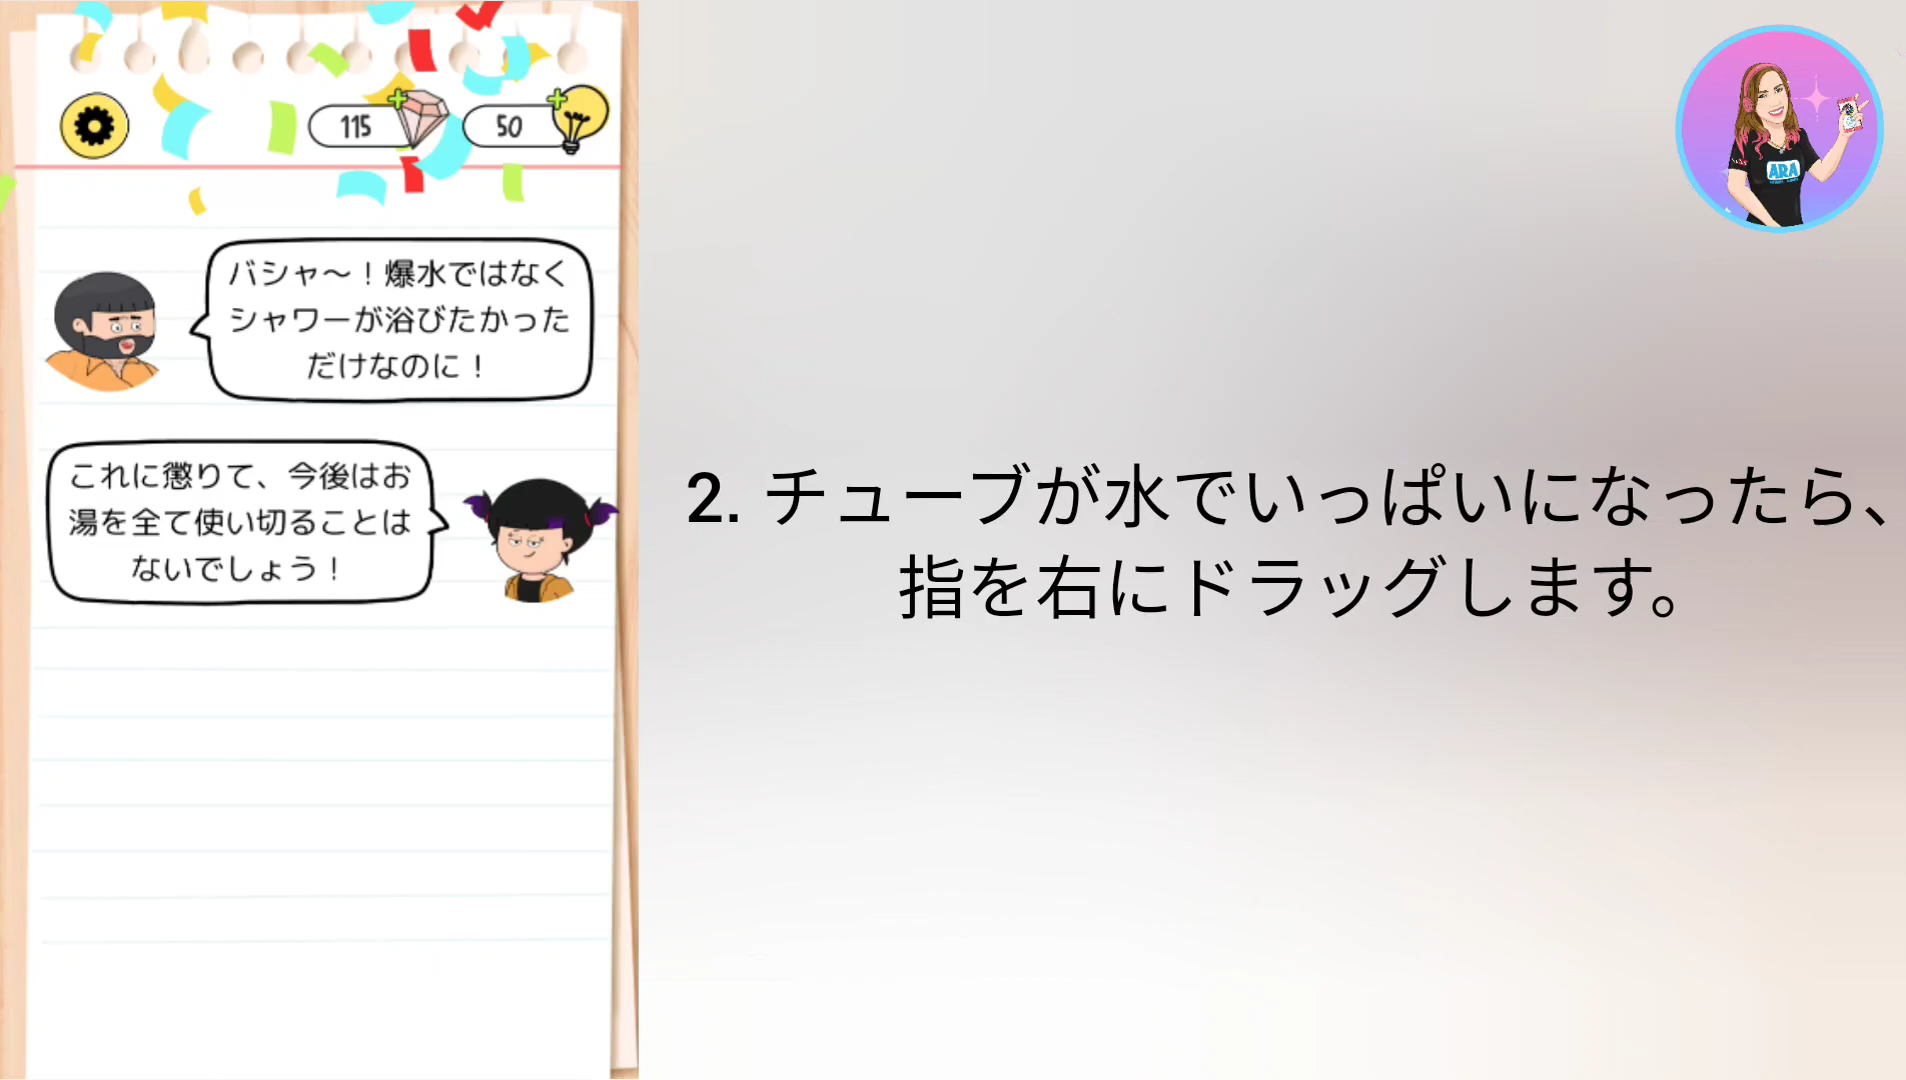 115
50
バシャ～！爆水ではなく
シャワーが浴びたかった
だけなのに！
これに懲りて、今後はお
湯を全て使い切ることは
ないでしょう！
2. チューブが水でいっぱいになったら、
指を右にドラッグします。
ARA